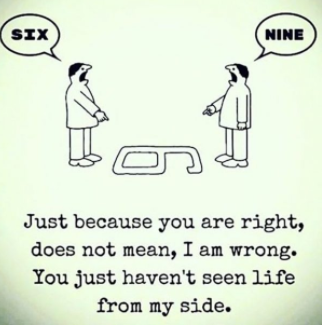 SIX
NINE
Just because you are right,
does not mean, I am wrong.
You just haven't seen life
from my side.